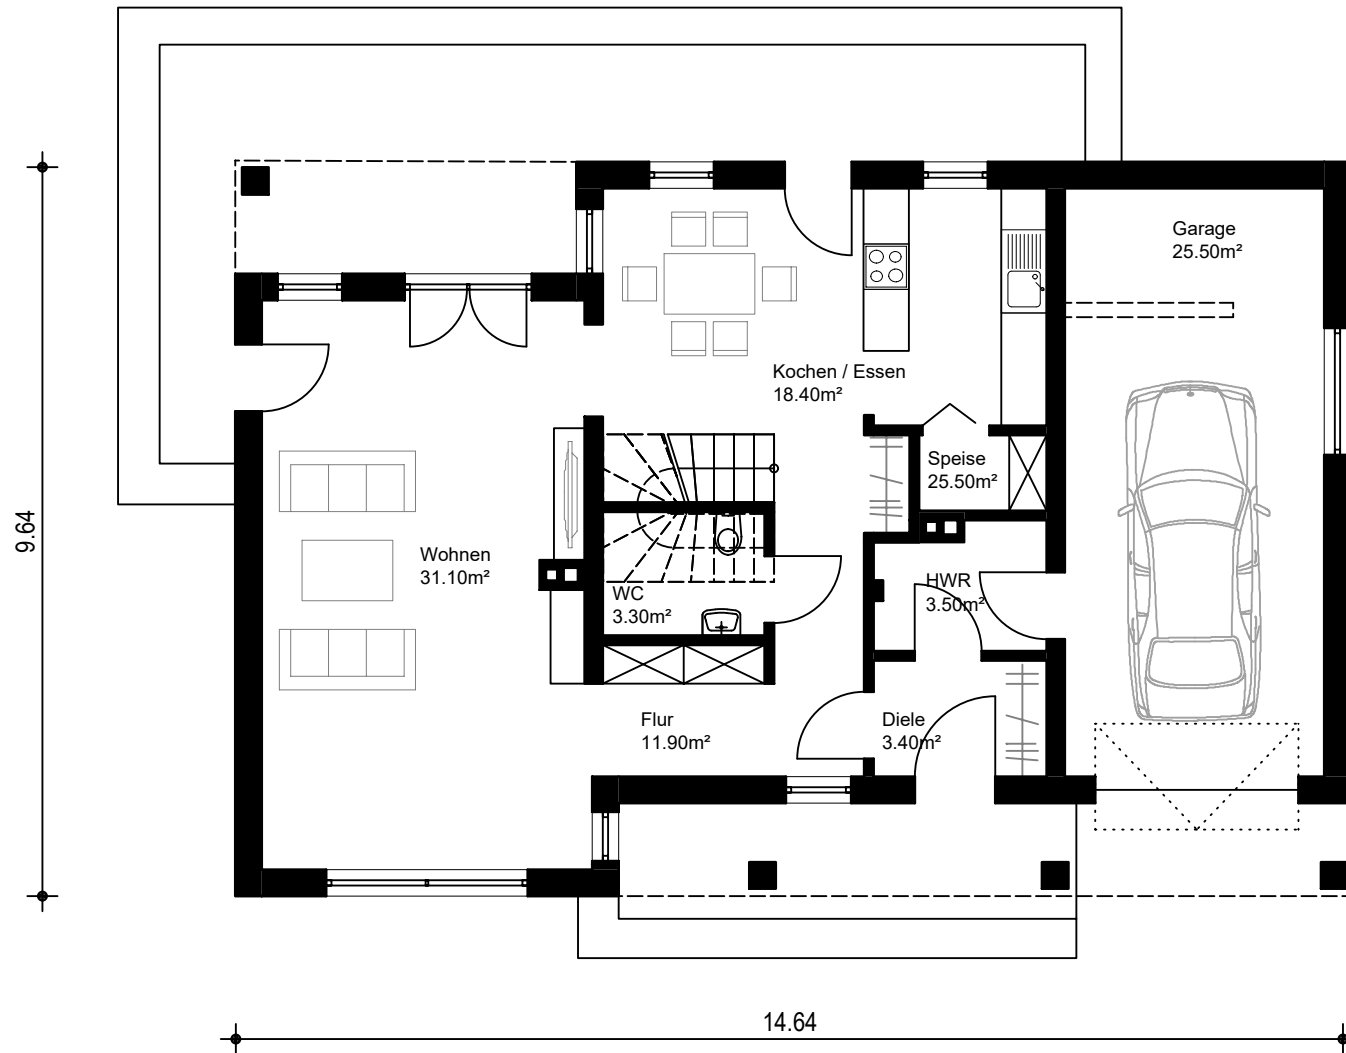 Garage
25.50m²
Kochen / Essen
18.40m²
Speise
25.50m²
9.64
Wohnen
31.10m²
HWR
3.50m²
WC
3.30m²
Flur
11.90m²
Diele
3.40m²
14.64